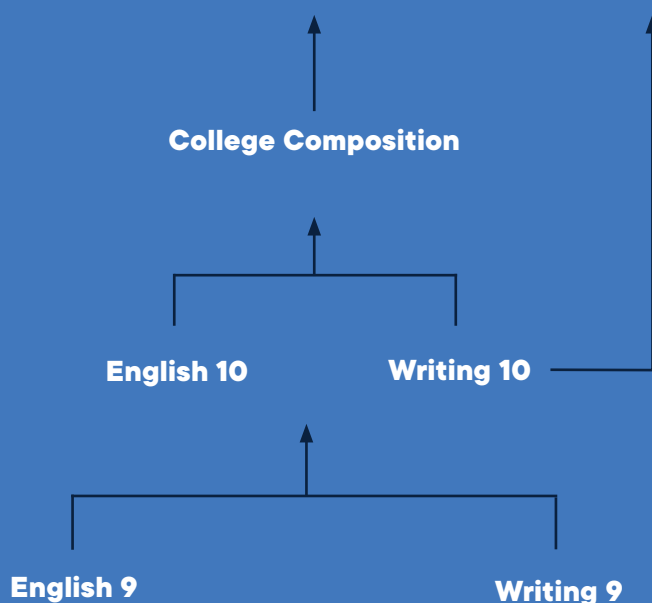 College Composition
English 10
Writing 10
English 9
Writing 9